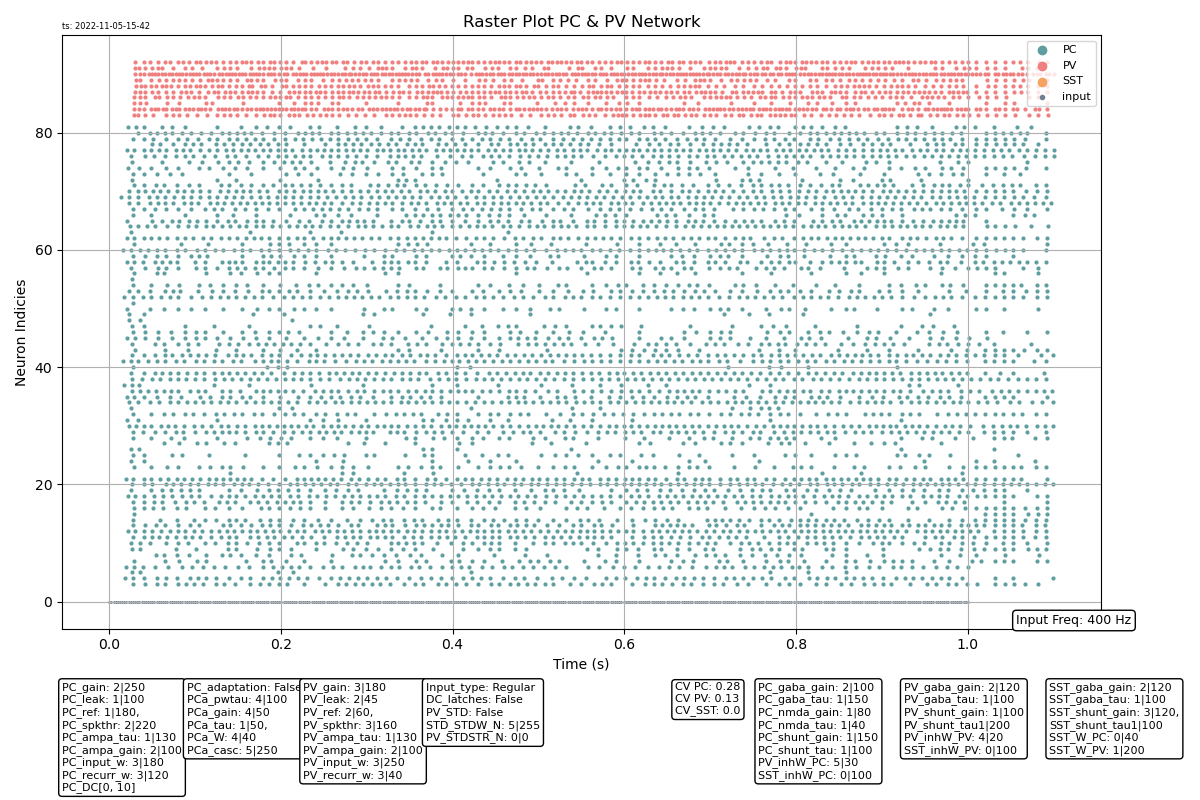 ts: 2022-11-05-15-42
Raster Plot PC & PV Network
PC
PV
SST
input
Neuron Indicies
80
60
40
20
0
0.0
0.2
0.4
0.6
0.8
1.0
Time (s)
Input Freq: 400 Hz
PC_gain: 2|250
PC_leak: 1|100
PC_ref: 1|180,
PC_spkthr: 2|220
PC_ampa_tau: 1|130
PC_ampa_gain: 2|100
PC_input_w: 3|180
PC_recurr_w: 3|120
PC_DC[0, 10]
PC_adaptation: False
PCa_pwtau: 4|100
PCa_gain: 4|50
PCa_tau: 1|50,
PCa_W: 4|40
PCa_casc: 5|250
PV_gain: 3|180
PV_leak: 2|45
PV_ref: 2|60,
PV_spkthr: 3|160
PV_ampa_tau: 1|130
PV_ampa_gain: 2|100
PV_input_w: 3|250
PV_recurr_w: 3|40
Input_type: Regular
DC_latches: False
PV_STD: False
STD_STDW_N: 5|255
PV_STDSTR_N: 0|0
CV PC: 0.28
CV PV: 0.13
CV_SST: 0.0
PC_gaba_gain: 2|100
PC_gaba_tau: 1|150
PC_nmda_gain: 1|80
PC_nmda_tau: 1|40
PC_shunt_gain: 1|150
PC_shunt_tau: 1|100
PV_inhW_PC: 5|30
SST_inhW_PC: 0|100
PV_gaba_gain: 2|120
PV_gaba_tau: 1|100
PV_shunt_gain: 1|100
PV_shunt_tau1|200
PV_inhW_PV: 4|20
SST_inhW_PV: 0|100
SST_gaba_gain: 2|120
SST_gaba_tau: 1|100
SST_shunt_gain: 3|120,
SST_shunt_tau1|100
SST_W_PC: 0|40
SST_W_PV: 1|200